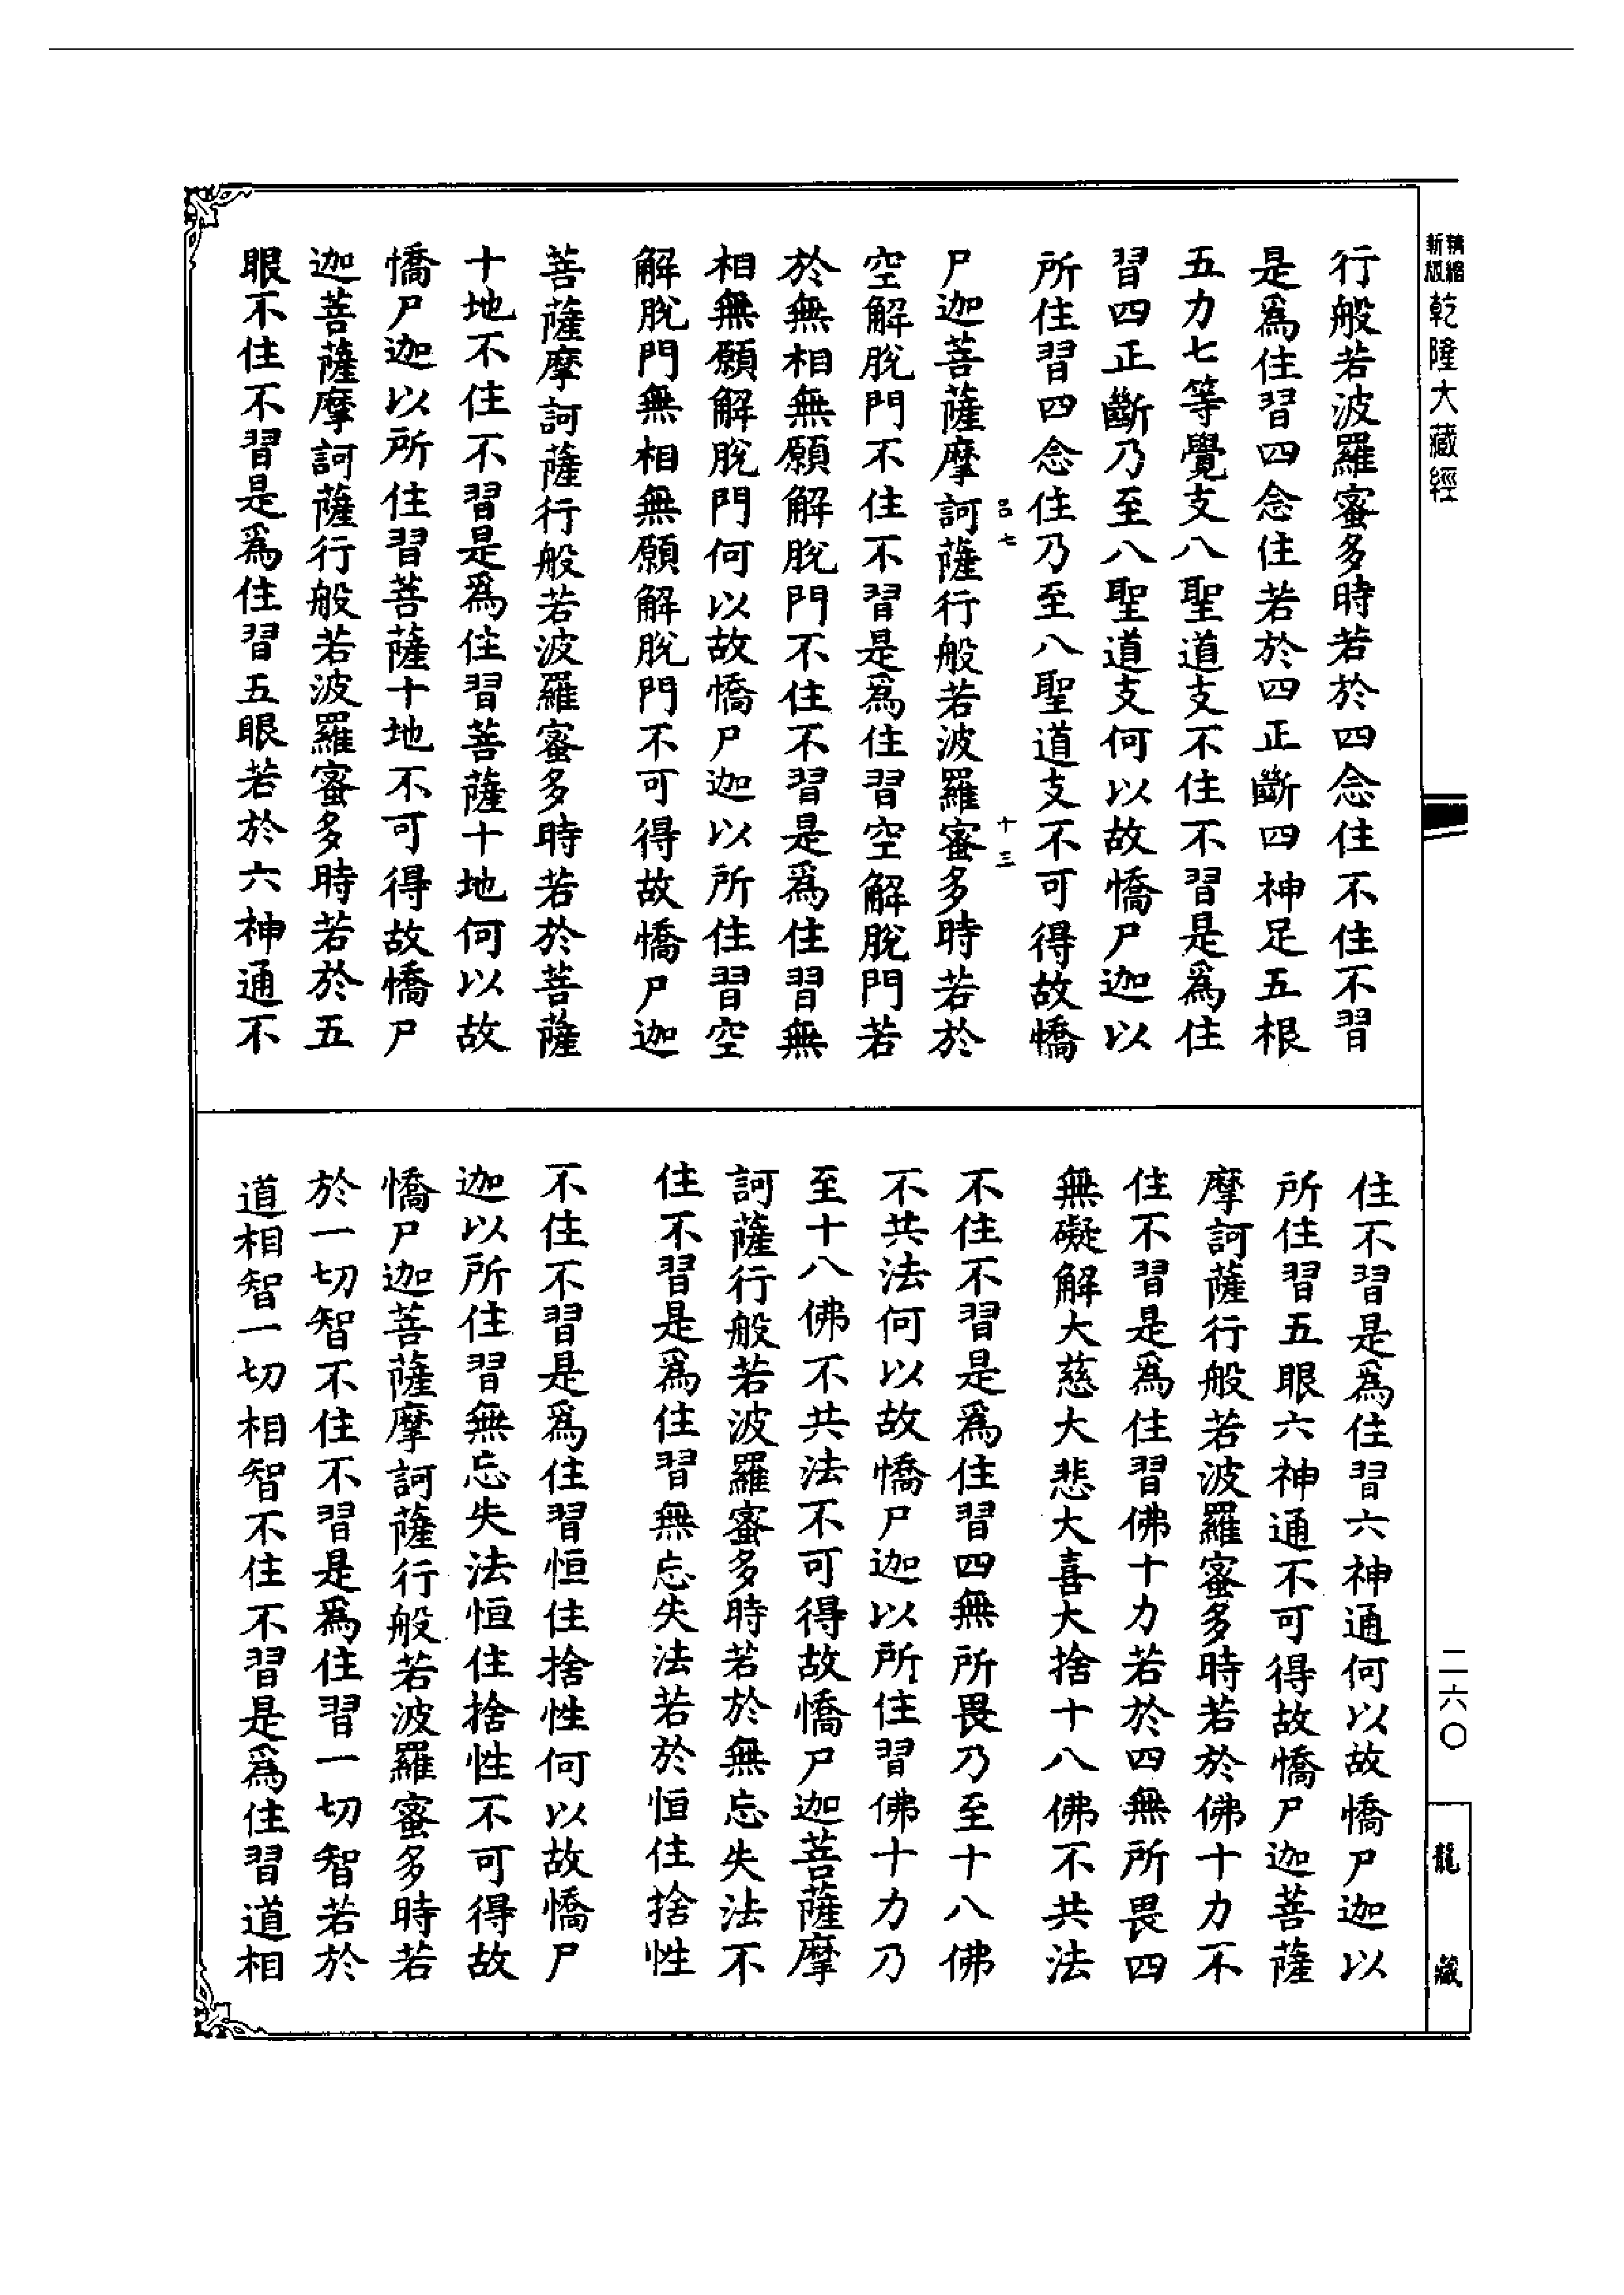 精縮
新版
乾隆大藏經
行般若波羅蜜多時若於四念住不住不習
是爲住習四念住若於四正斷四神足五根
五力七等覺支八聖道支不住不習是爲住
習四正斷乃至八聖道支何以故憍尸迦以
所住習四念住乃至八聖道支不可得故憍
呂七 十三
尸迦菩薩摩訶薩行般若波羅蜜多時若於
空解脫門不住不習是爲住習空解脫門若
於無相無願解脫門不住不習是爲住習無
相無願解脫門何以故憍尸迦以所住習空
解脫門無相無願解脫門不可得故憍尸迦
菩薩摩訶薩行般若波羅蜜多時若於菩薩
十地不住不習是爲住習菩薩十地何以故
憍尸迦以所住習菩薩十地不可得故憍尸
迦菩薩摩訶薩行般若波羅蜜多時若於五
眼不住不習是爲住習五眼若於六神通不
住不習是爲住習六神通何以故憍尸迦以
所住習五眼六神通不可得故憍尸迦菩薩
摩訶薩行般若波羅蜜多時若於佛十力不
住不習是爲住習佛十力若於四無所畏四
無礙解大慈大悲大喜大捨十八佛不共法
不住不習是爲住習四無所畏乃至十八佛
不共法何以故憍尸迦以所住習佛十力乃
至十八佛不共法不可得故憍尸迦菩薩摩
訶薩行般若波羅蜜多時若於無忘失法不
住不習是爲住習無忘失法若於恒住捨性
不住不習是爲住習恒住捨性何以故憍尸
迦以所住習無忘失法恒住捨性不可得故
憍尸迦菩薩摩訶薩行般若波羅蜜多時若
於一切智不住不習是爲住習一切智若於
道相智一切相智不住不習是爲住習道相
二六〇
龍藏